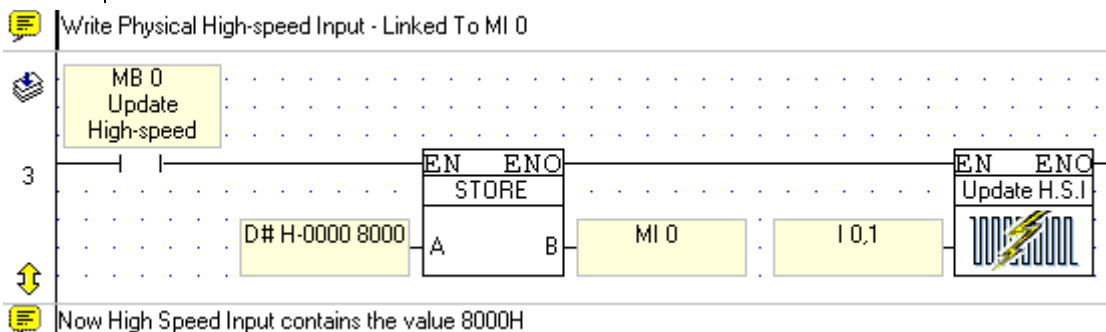 Write Physical High-speed Input - Linked To MI 0
MB 0
Update
High-speed
3
EN ENO
STORE
D# H-0000 8000
A B
MI 0
I 0,1
EN ENO
Update H.S.I
Now High Speed Input contains the value 8000H